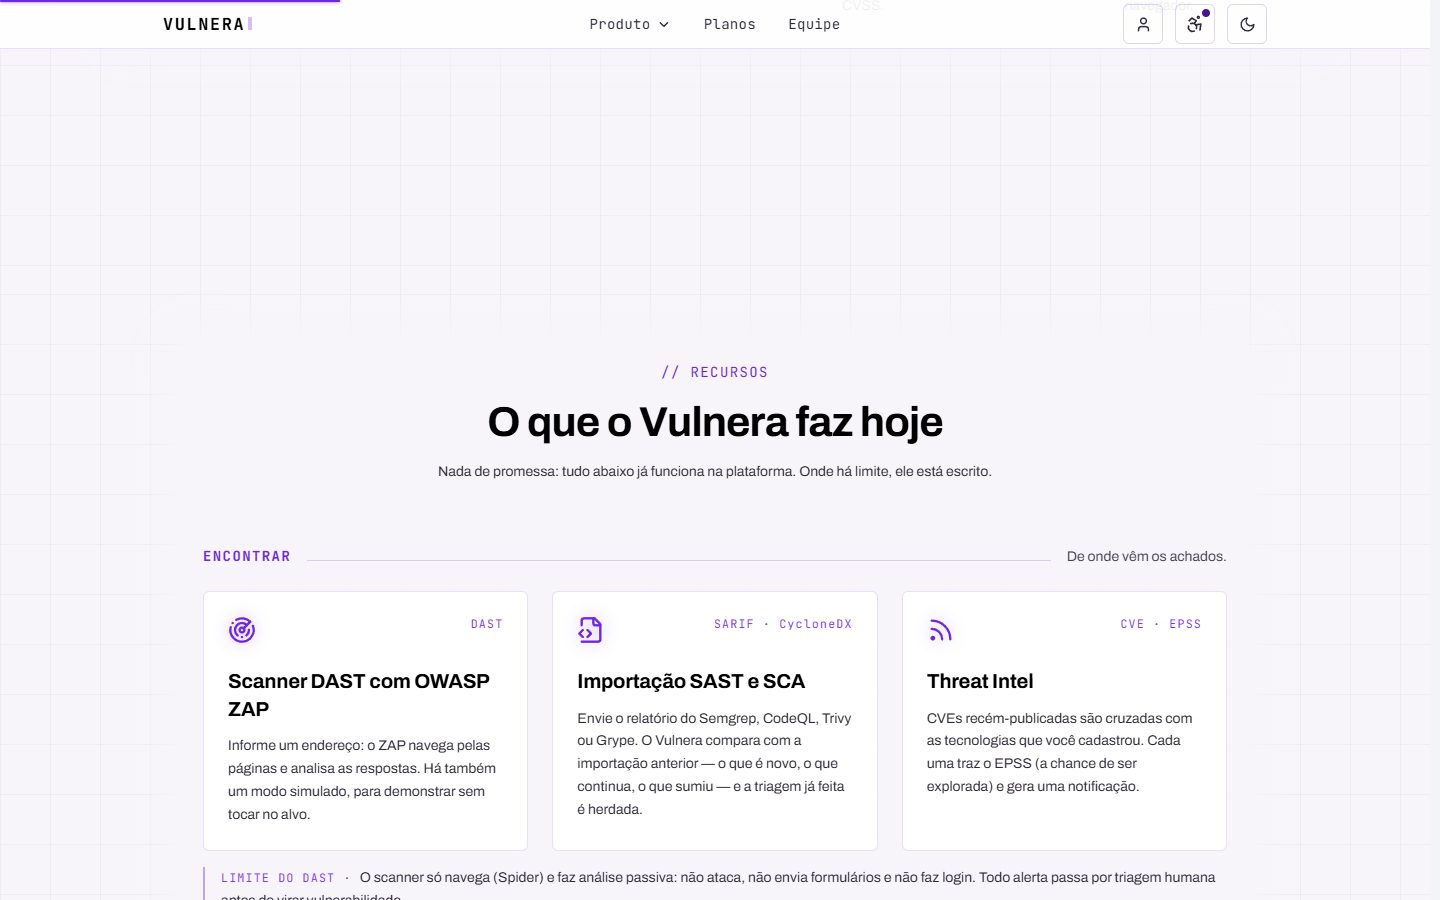 CVSS.
navegador.
VULNERA
Produto
Planos
Equipe
// RECURSOS
O que o Vulnera faz hoje
Nada de promessa: tudo abaixo já funciona na plataforma. Onde há limite, ele está escrito.
ENCONTRAR
De onde vêm os achados.
DAST
Scanner DAST com OWASP
ZAP
Informe um endereço: o ZAP navega pelas
páginas e analisa as respostas. Há também
um modo simulado, para demonstrar sem
tocar no alvo.
SARIF · CycloneDX
Importação SAST e SCA
Envie o relatório do Semgrep, CodeQL, Trivy
ou Grype. O Vulnera compara com a
importação anterior — o que é novo, o que
continua, o que sumiu — e a triagem já feita
é herdada.
CVE · EPSS
Threat Intel
CVEs recém-publicadas são cruzadas com
as tecnologias que você cadastrou. Cada
uma traz o EPSS (a chance de ser
explorada) e gera uma notificação.
LIMITE DO DAST · O scanner só navega (Spider) e faz análise passiva: não ataca, não envia formulários e não faz login. Todo alerta passa por triagem humana
antes de virar vulnerabilidade.